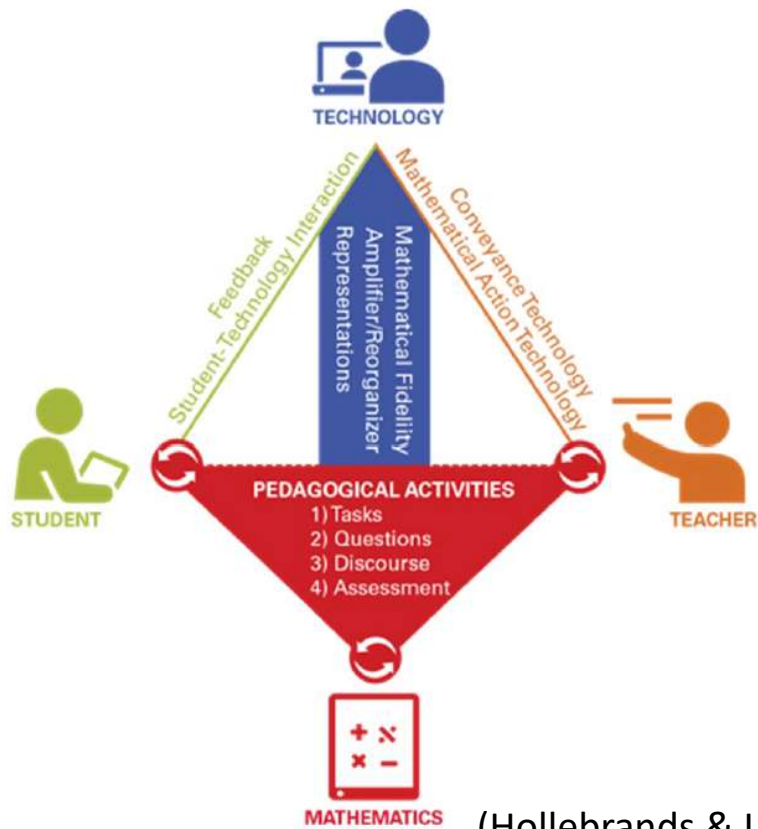 TECHNOLOGY
Feedback
Student-Technology Interaction
Mathematical Fideliity
Amplifier/Reorganizer
Representations
Conveyance Technology
Mathematical Action Technology
STUDENT
TEACHER
PEDAGOGICAL ACTIVITIES
1) Tasks
2) Questions
3) Discourse
4) Assessment
+ ÷
× −
MATHEMATICS
(Hollebrands &